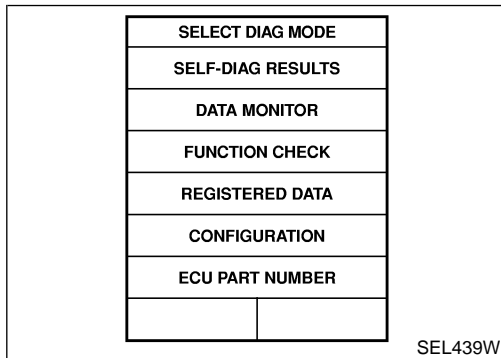 SELECT DIAG MODE
SELF-DIAG RESULTS
DATA MONITOR
FUNCTION CHECK
REGISTERED DATA
CONFIGURATION
ECU PART NUMBER
SEL439W